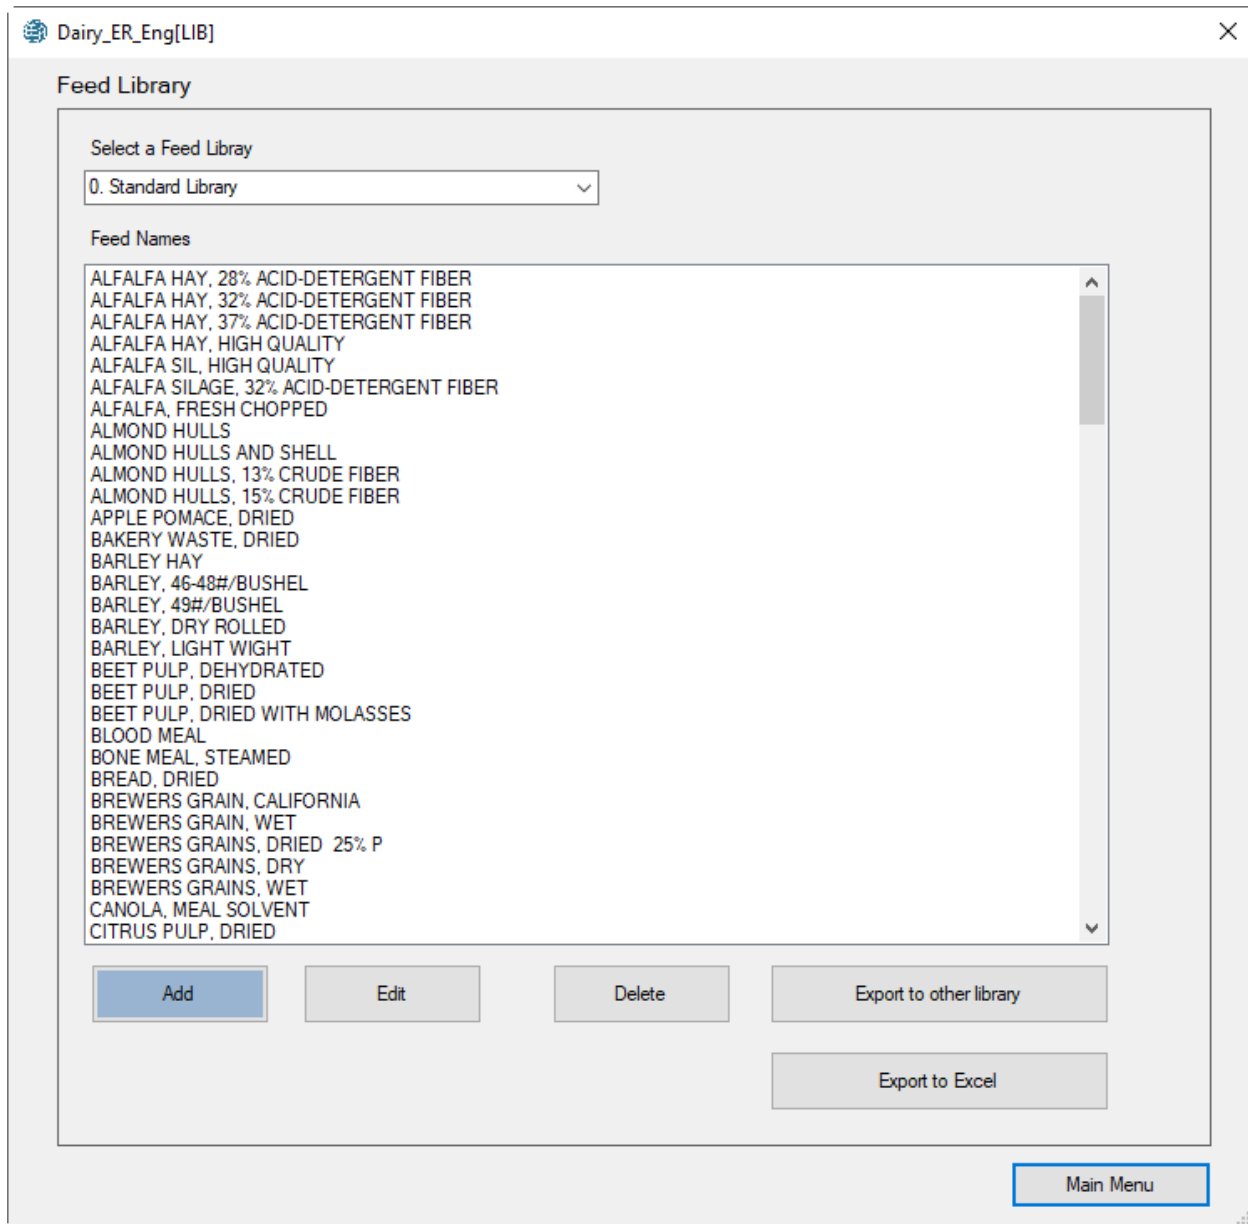 Dairy_ER_Eng[LIB]
Feed Library
Select a Feed Libray
0. Standard Library
Feed Names
ALFALFA HAY, 28% ACID-DETERGENT FIBER
ALFALFA HAY, 32% ACID-DETERGENT FIBER
ALFALFA HAY, 37% ACID-DETERGENT FIBER
ALFALFA HAY, HIGH QUALITY
ALFALFA SIL, HIGH QUALITY
ALFALFA SILAGE, 32% ACID-DETERGENT FIBER
ALFALFA, FRESH CHOPPED
ALMOND HULLS
ALMOND HULLS AND SHELL
ALMOND HULLS, 13% CRUDE FIBER
ALMOND HULLS, 15% CRUDE FIBER
APPLE POMACE, DRIED
BAKERY WASTE, DRIED
BARLEY HAY
BARLEY, 46-48#/BUSHEL
BARLEY, 49#/BUSHEL
BARLEY, DRY ROLLED
BARLEY, LIGHT WIGHT
BEET PULP, DEHYDRATED
BEET PULP, DRIED
BEET PULP, DRIED WITH MOLASSES
BLOOD MEAL
BONE MEAL, STEAMED
BREAD, DRIED
BREWERS GRAIN, CALIFORNIA
BREWERS GRAIN, WET
BREWERS GRAINS, DRIED  25% P
BREWERS GRAINS, DRY
BREWERS GRAINS, WET
CANOLA, MEAL SOLVENT
CITRUS PULP, DRIED
Add Edit Delete Export to other library
Export to Excel
Main Menu